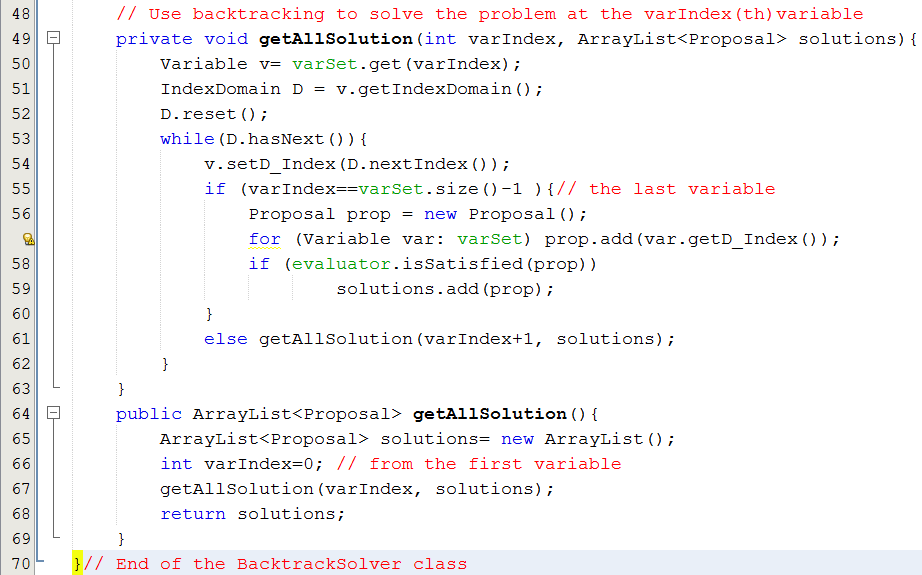 48 // Use backtracking to solve the problem at the varIndex(th)variable
49 private void getAllSolution(int varIndex, ArrayList<Proposal> solutions){
50 Variable v= varSet.get(varIndex);
51 IndexDomain D = v.getIndexDomain();
52 D.reset();
53 while(D.hasNext()){
54 v.setD_Index(D.nextIndex());
55 if (varIndex==varSet.size()-1 ){// the last variable
56 Proposal prop = new Proposal();
for (Variable var: varSet) prop.add(var.getD_Index());
58 if (evaluator.isSatisfied(prop))
59 solutions.add(prop);
60 }
61 else getAllSolution(varIndex+1, solutions);
62 }
63 }
64 public ArrayList<Proposal> getAllSolution(){
65 ArrayList<Proposal> solutions= new ArrayList();
66 int varIndex=0; // from the first variable
67 getAllSolution(varIndex, solutions);
68 return solutions;
69 }
70 }// End of the BacktrackSolver class